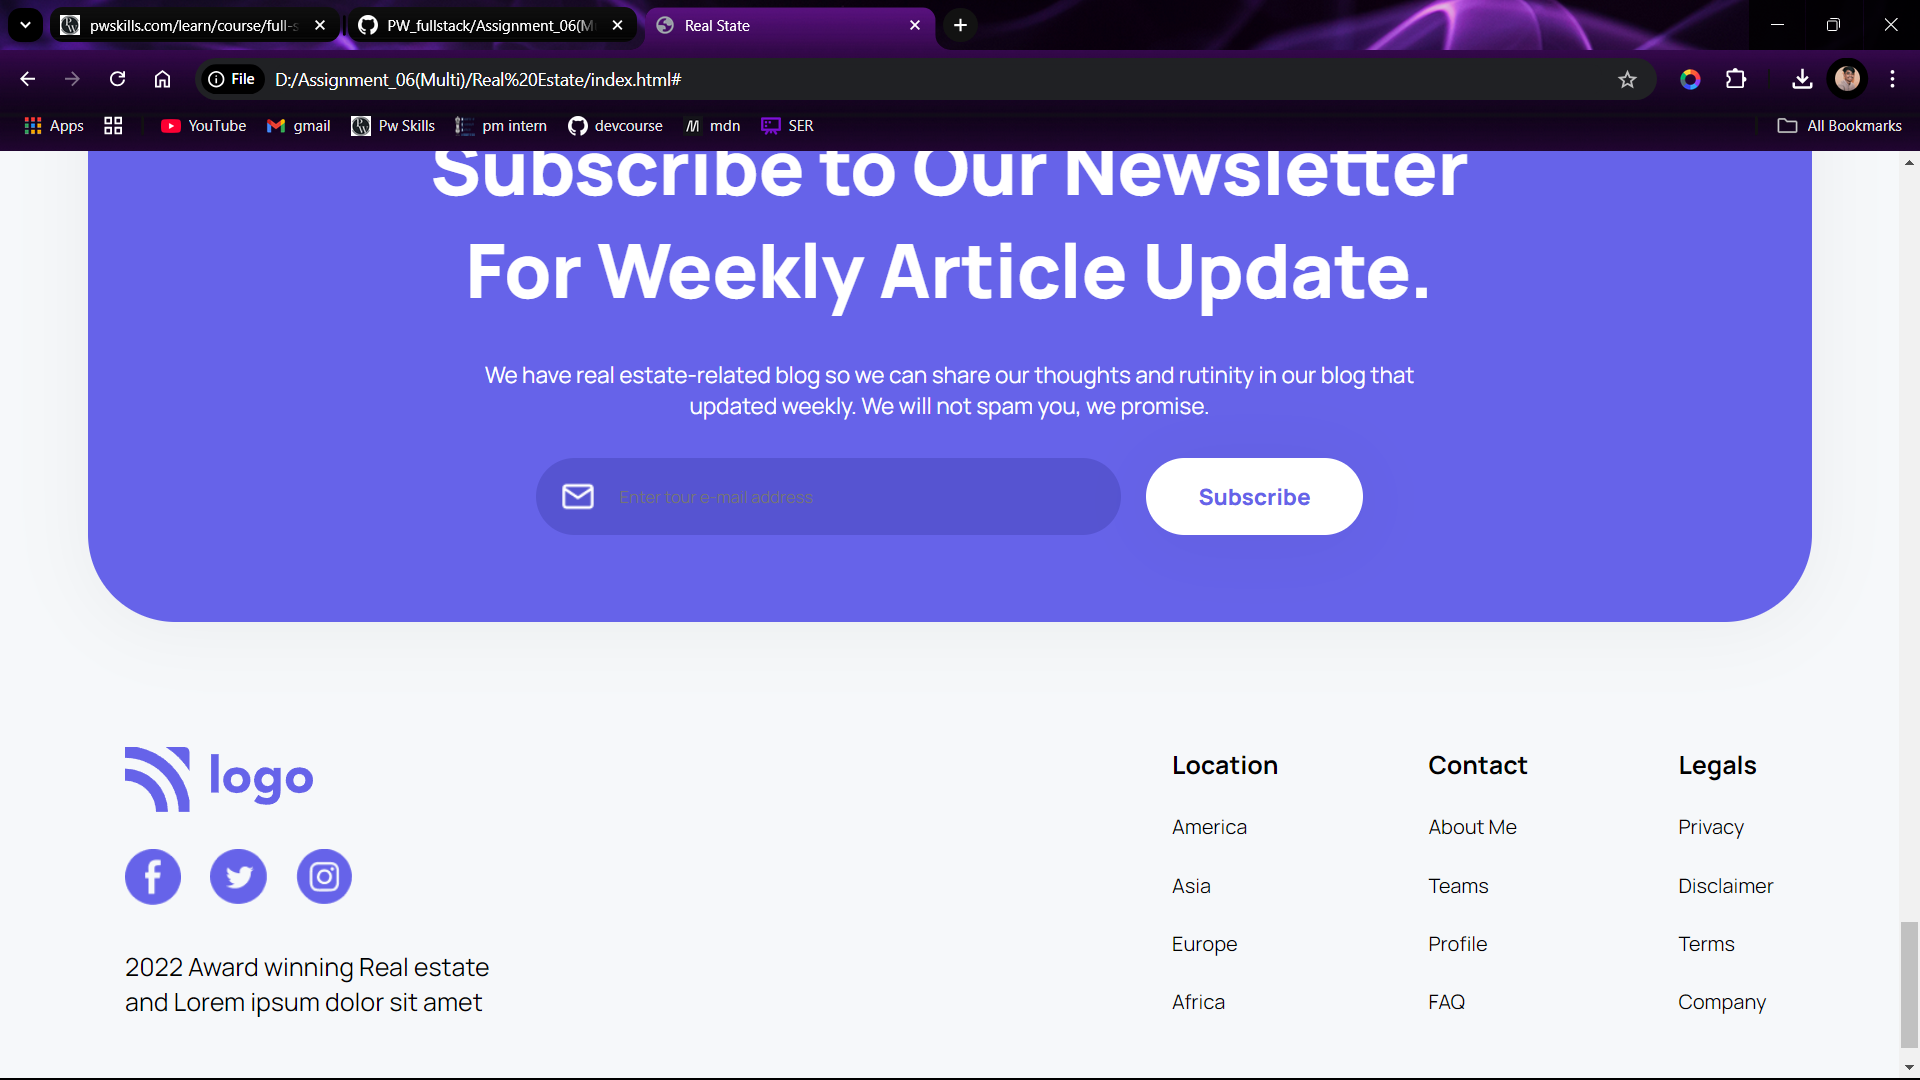 pwskills.com/learn/course/full-s
PW_fullstack/Assignment_06(M
Real State
File
D:/Assignment_06(Multi)/Real%20Estate/index.html#
Apps
YouTube
gmail
Pw Skills
pm intern
devcourse
mdn
SER
All Bookmarks
Subscribe to Our Newsletter
For Weekly Article Update.
We have real estate-related blog so we can share our thoughts and rutinity in our blog that
updated weekly. We will not spam you, we promise.
Enter tour e-mail address
Subscribe
logo
2022 Award winning Real estate
and Lorem ipsum dolor sit amet
Location
America
Asia
Europe
Africa
Contact
About Me
Teams
Profile
FAQ
Legals
Privacy
Disclaimer
Terms
Company